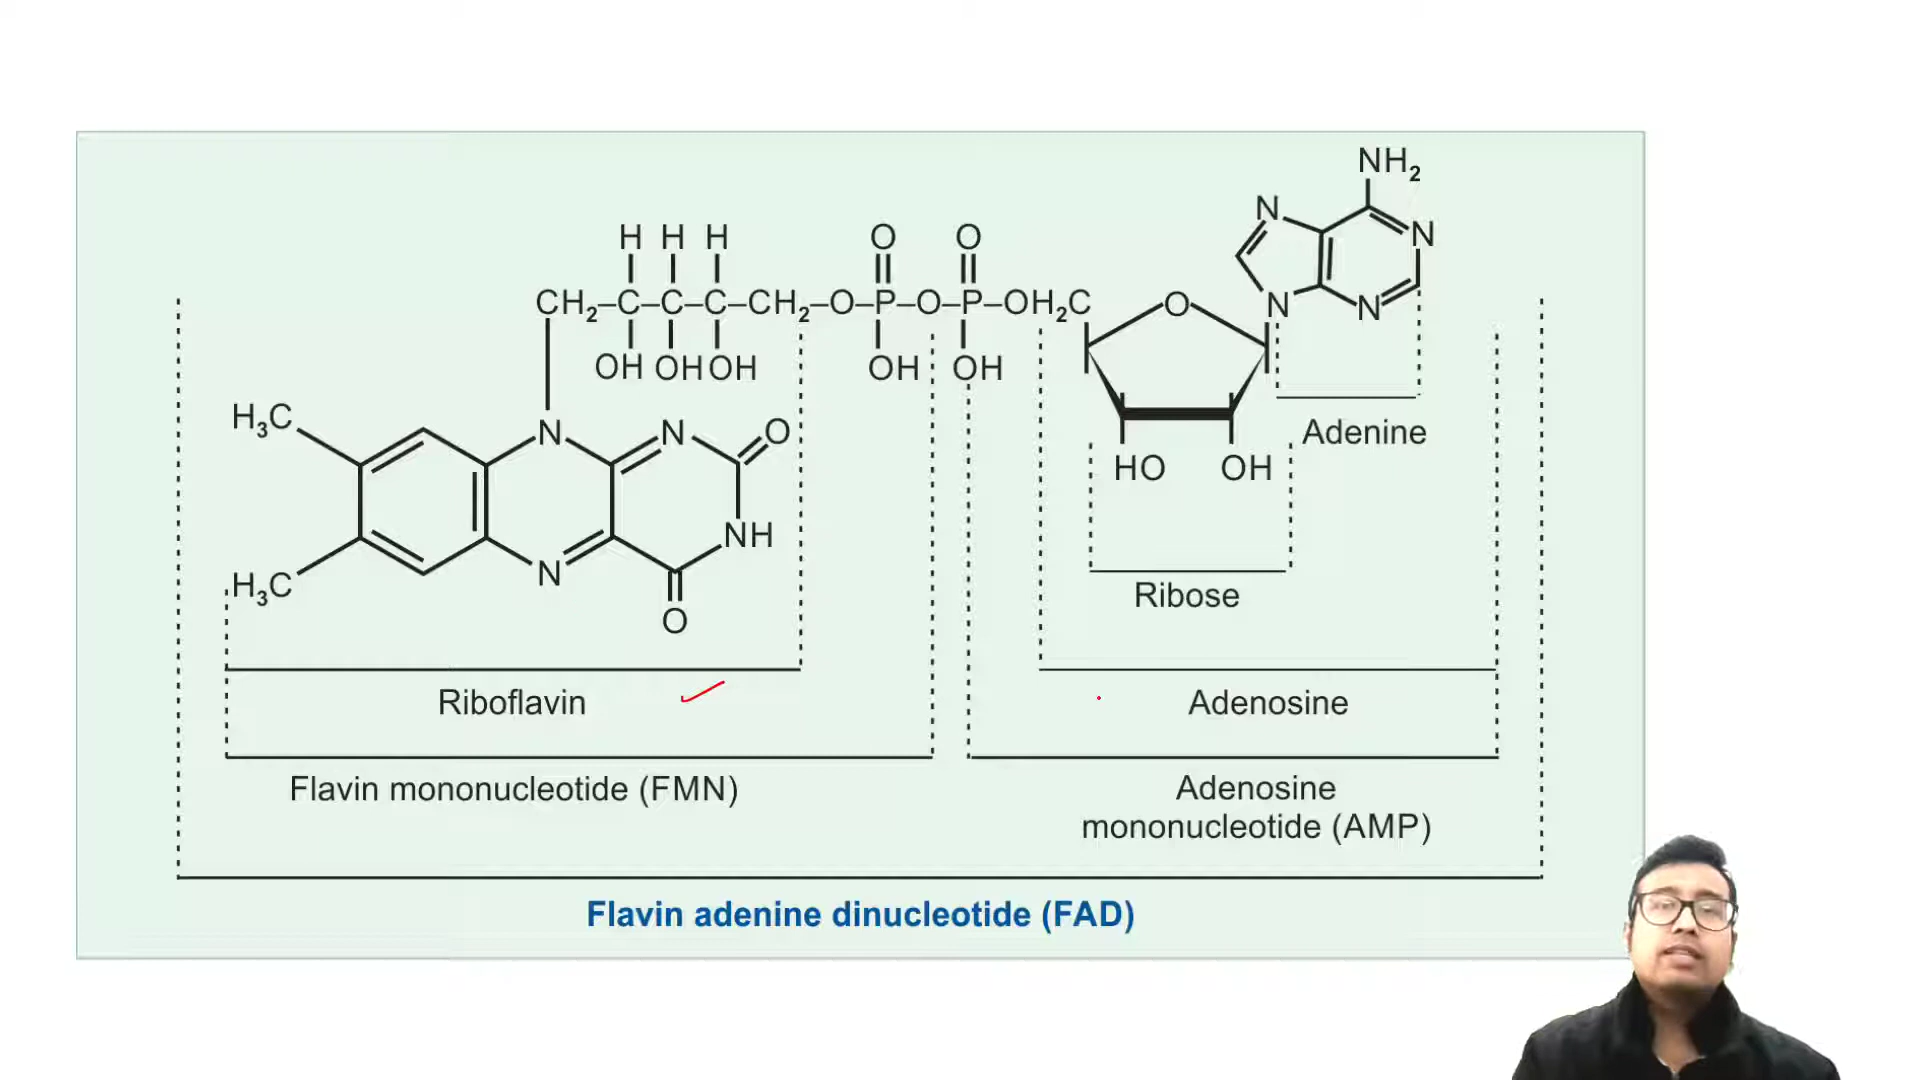 NH2
N
N
H H H
O
O
CH2–C–C–C–CH2–O–P–O–P–OH2C
O
N
N
OH OH OH
OH
OH
H3C
N
N
O
Adenine
HO
OH
NH
H3C
N
O
Ribose
Riboflavin
Adenosine
Flavin mononucleotide (FMN)
Adenosine
mononucleotide (AMP)
Flavin adenine dinucleotide (FAD)